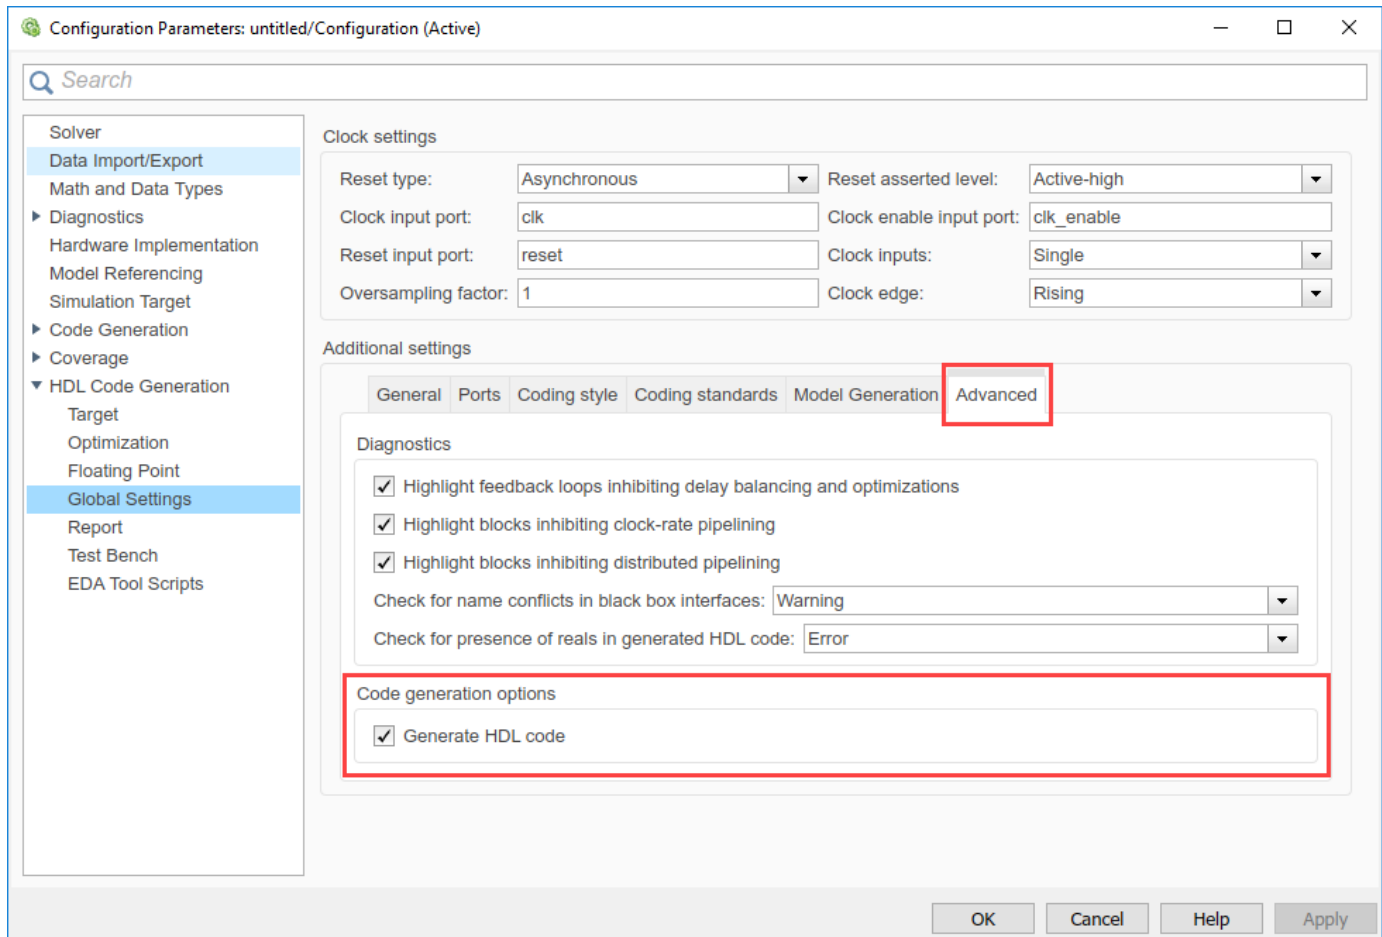 Configuration Parameters: untitled/Configuration (Active)
Search
Solver
Data Import/Export
Math and Data Types
Diagnostics
Hardware Implementation
Model Referencing
Simulation Target
Code Generation
Coverage
HDL Code Generation
Target
Optimization
Floating Point
Global Settings
Report
Test Bench
EDA Tool Scripts
Clock settings
Reset type: Asynchronous Reset asserted level: Active-high
Clock input port: clk Clock enable input port: clk_enable
Reset input port: reset Clock inputs: Single
Oversampling factor: 1 Clock edge: Rising
Additional settings
General Ports Coding style Coding standards Model Generation Advanced
Diagnostics
Highlight feedback loops inhibiting delay balancing and optimizations
Highlight blocks inhibiting clock-rate pipelining
Highlight blocks inhibiting distributed pipelining
Check for name conflicts in black box interfaces: Warning
Check for presence of reals in generated HDL code: Error
Code generation options
Generate HDL code
OK Cancel Help Apply